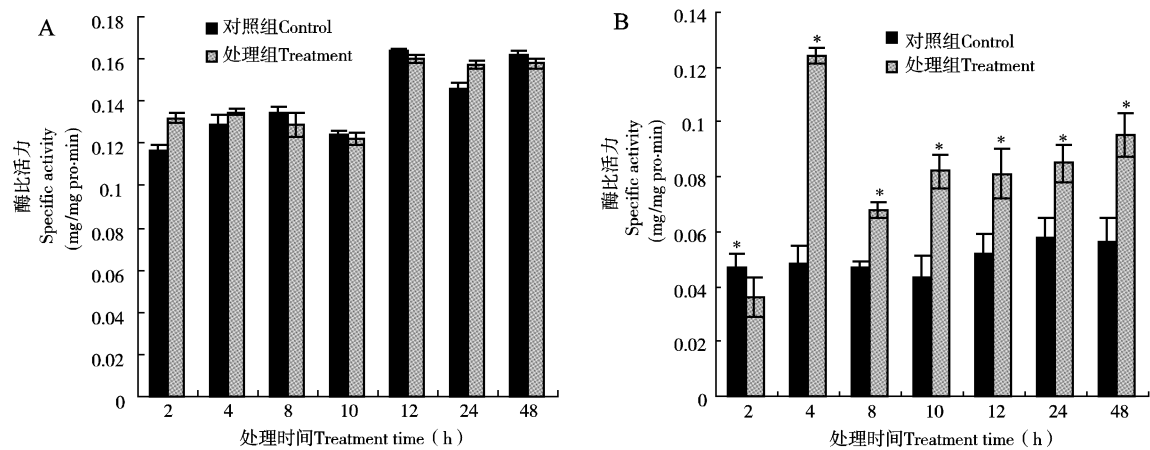 A
对照组Control
处理组Treatment
0.18
0.16
0.14
0.12
0.1
0.08
0.06
0.04
0.02
0
酶比活力
Specific activity
(mg/mg pro·min)
2 4 8 10 12 24 48
处理时间Treatment time（h）
B
对照组Control
处理组Treatment
0.14
0.12
0.1
0.08
0.06
0.04
0.02
0
酶比活力
Specific activity
(mg/mg pro·min)
* * * * * * *
2 4 8 10 12 24 48
处理时间Treatment time（h）